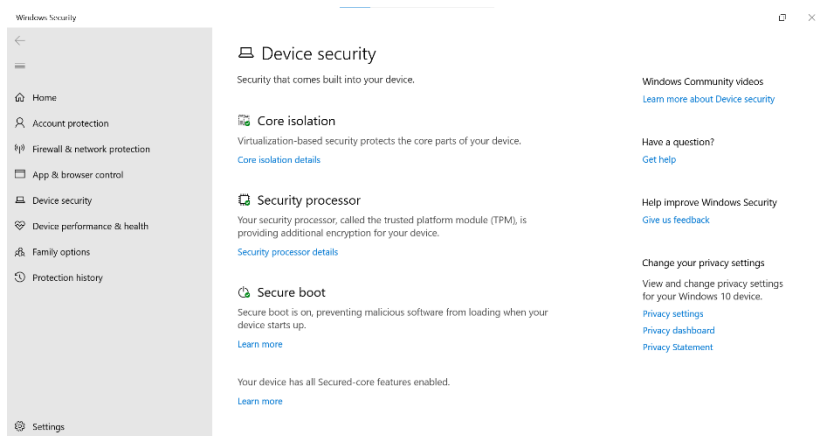 Windows Security
Home
Account protection
Firewall & network protection
App & browser control
Device security
Device performance & health
Family options
Protection history
Settings
Device security
Security that comes built into your device.
Core isolation
Virtualization-based security protects the core parts of your device.
Core isolation details
Security processor
Your security processor, called the trusted platform module (TPM), is
providing additional encryption for your device.
Security processor details
Secure boot
Secure boot is on, preventing malicious software from loading when your
device starts up.
Learn more
Your device has all Secured-core features enabled.
Learn more
Windows Community videos
Learn more about Device security
Have a question?
Get help
Help improve Windows Security
Give us feedback
Change your privacy settings
View and change privacy settings
for your Windows 10 device.
Privacy settings
Privacy dashboard
Privacy Statement